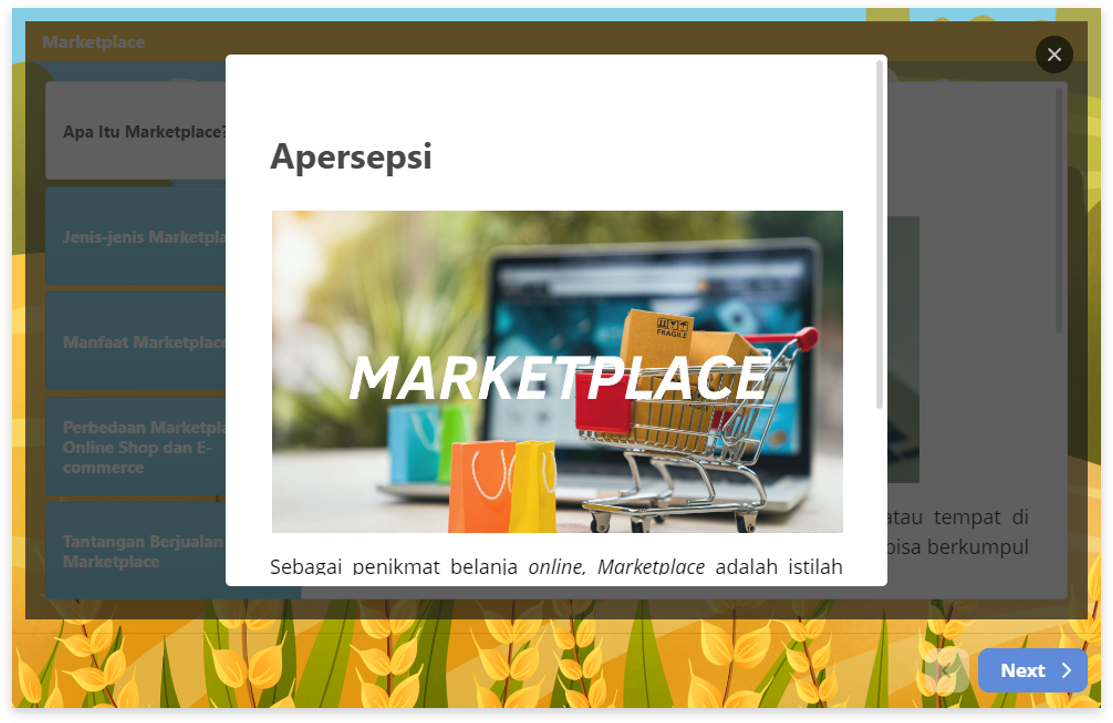 Marketplace
Apa Itu Marketplace?
Jenis-jenis Marketpla
Manfaat Marketplace
Perbedaan Marketpla
Online Shop dan E-
commerce
Tantangan Berjualan
Marketplace
Apersepsi
FRAGILE
MARKETPLACE
Sebagai penikmat belanja online, Marketplace adalah istilah
atau tempat di
bisa berkumpul
Next